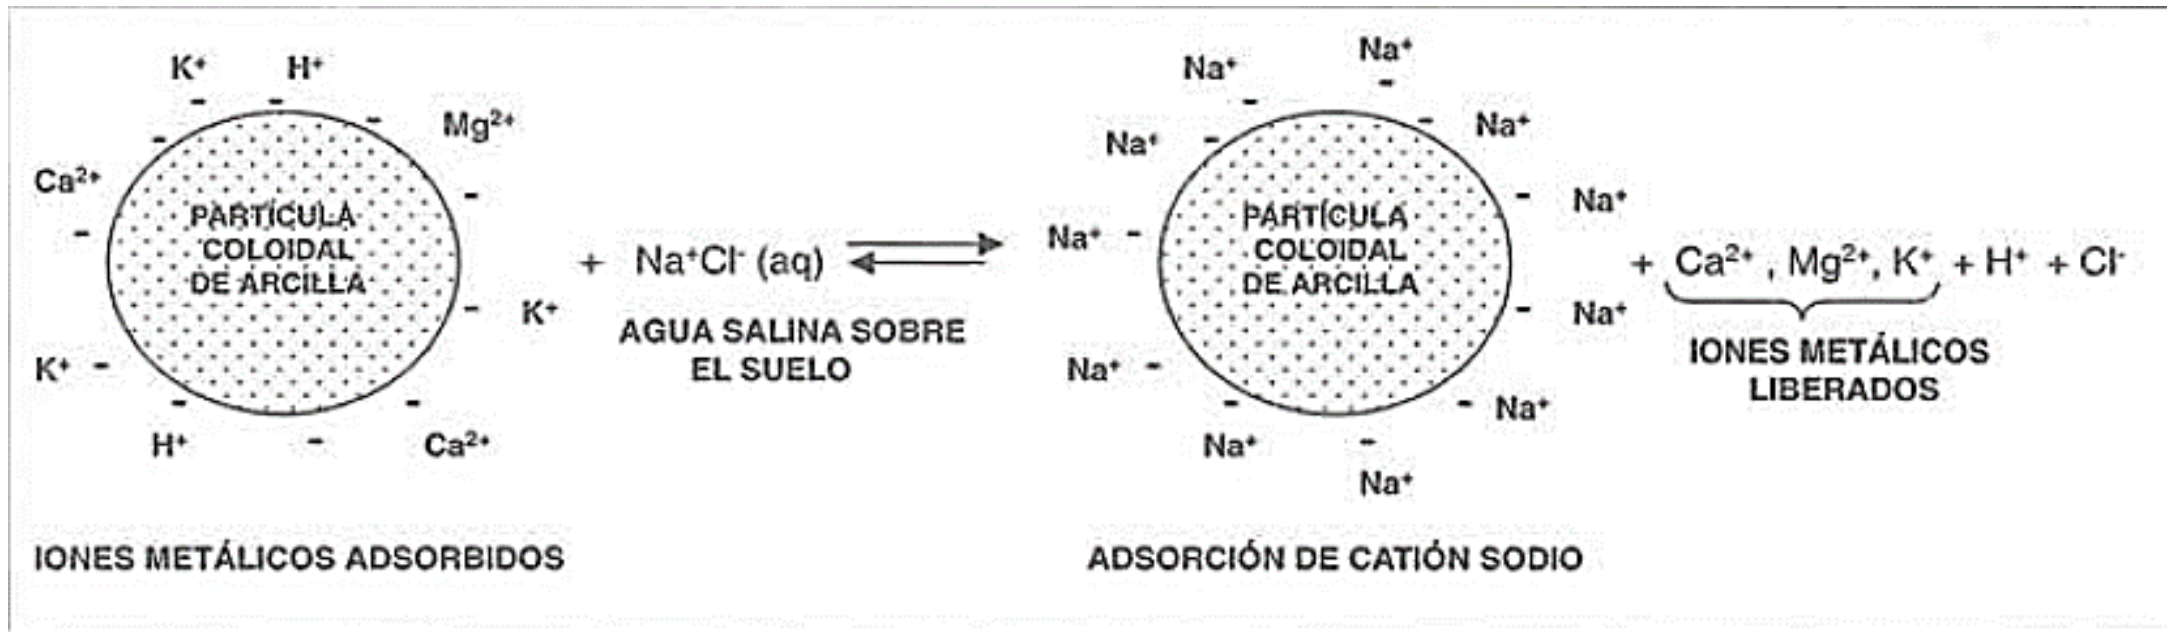 K⁺ H⁺
Mg²⁺
Ca²⁺
PARTÍCULA
COLOIDAL
DE ARCILLA
K⁺
K⁺
H⁺
Ca²⁺
IONES METÁLICOS ADSORBIDOS
+ Na⁺Cl⁻ (aq)
AGUA SALINA SOBRE
EL SUELO
Na⁺
Na⁺
Na⁺
Na⁺
Na⁺
Na⁺
PARTÍCULA
COLOIDAL
DE ARCILLA
Na⁺
Na⁺
Na⁺
Na⁺
Na⁺
ADSORCIÓN DE CATIÓN SODIO
+ Ca²⁺ , Mg²⁺, K⁺ + H⁺ + Cl⁻
IONES METÁLICOS
LIBERADOS